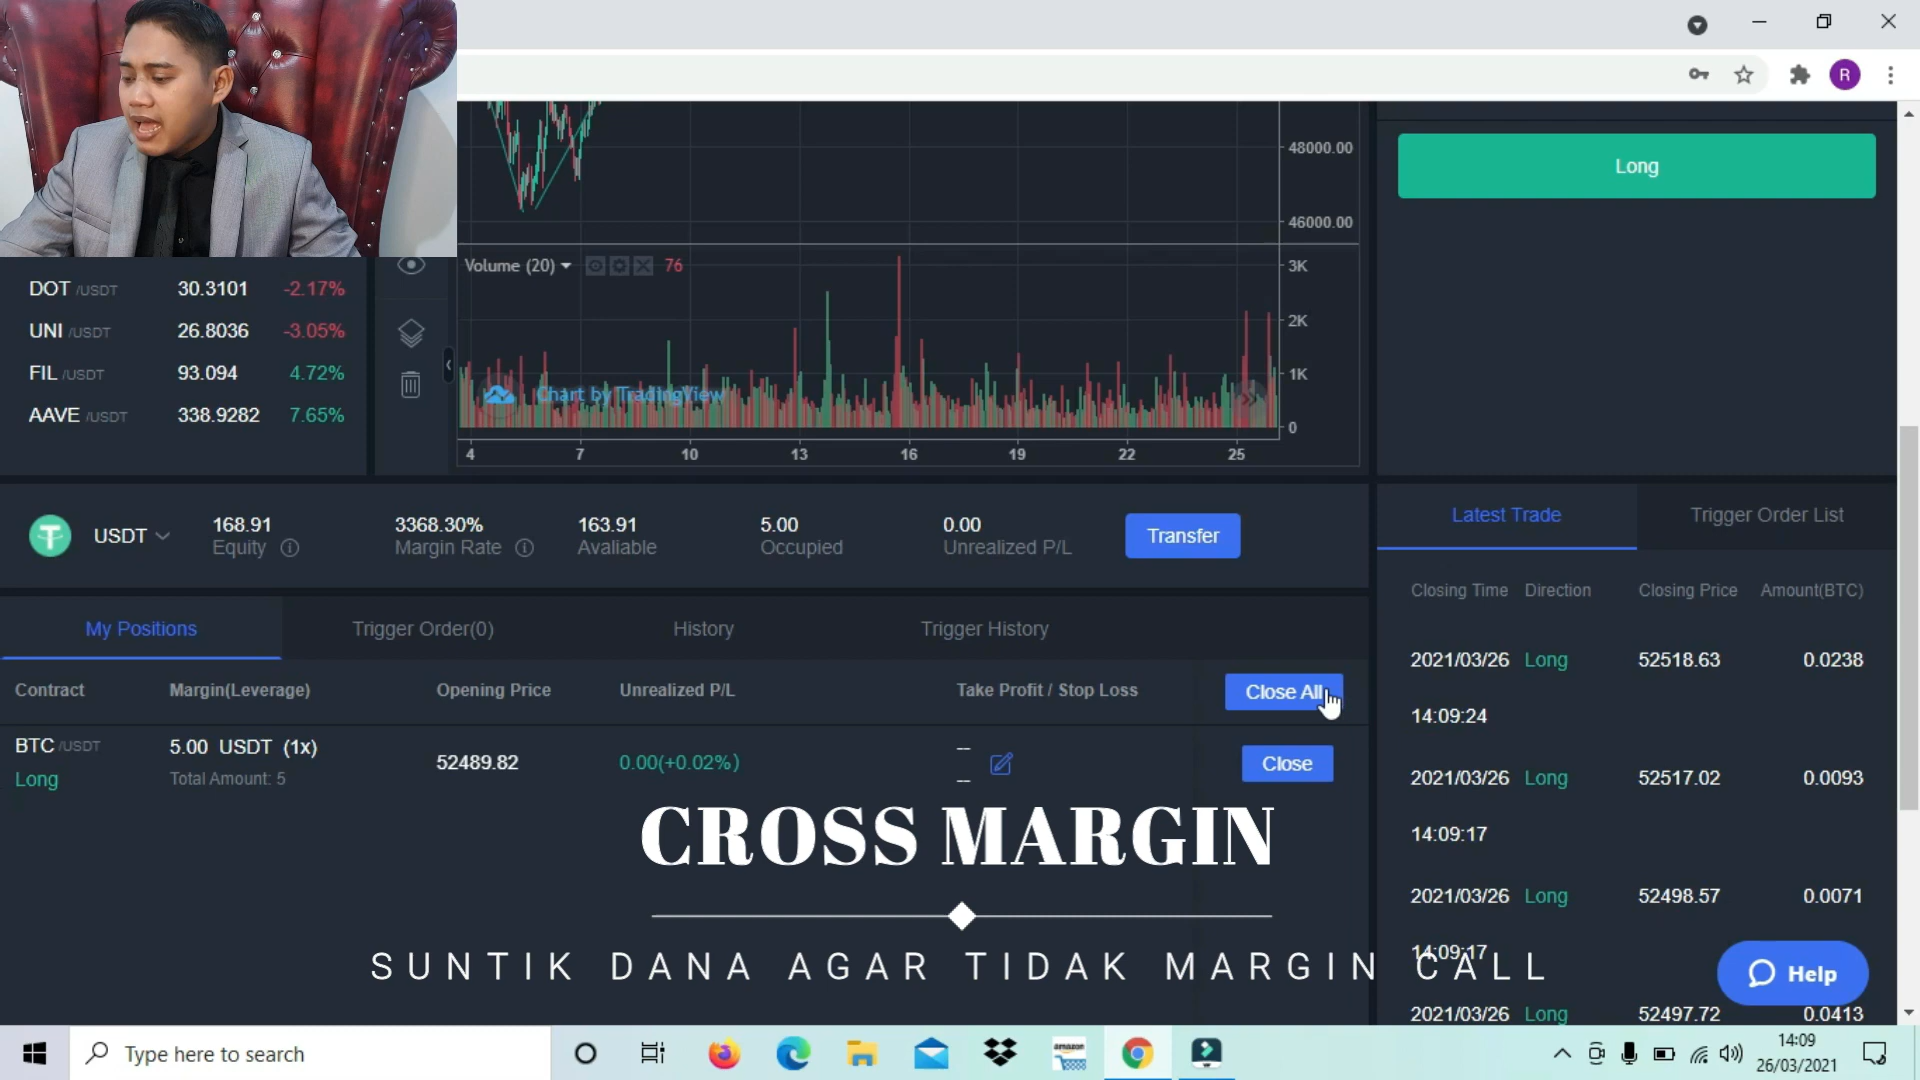 R
48000.00
46000.00
Long
DOT /USDT 30.3101 -2.17%
UNI /USDT 26.8036 -3.05%
FIL /USDT 93.094 4.72%
AAVE /USDT 338.9282 7.65%
Volume (20) 76
3K
2K
1K
0
Chart by TradingView
4 7 10 13 16 19 22 25
USDT
168.91
Equity
3368.30%
Margin Rate
163.91
Avaliable
5.00
Occupied
0.00
Unrealized P/L
Transfer
My Positions Trigger Order(0) History Trigger History
Contract Margin(Leverage) Opening Price Unrealized P/L Take Profit / Stop Loss Close All
BTC /USDT 5.00 USDT (1x) 52489.82 0.00(+0.02%) -- Close
Long Total Amount: 5 --
Latest Trade Trigger Order List
Closing Time Direction Closing Price Amount(BTC)
2021/03/26 Long 52518.63 0.0238
14:09:24
2021/03/26 Long 52517.02 0.0093
14:09:17
2021/03/26 Long 52498.57 0.0071
14:09:17
2021/03/26 Long 52497.72 0.0413
CROSS MARGIN
SUNTIK DANA AGAR TIDAK MARGIN CALL
Help
Type here to search
amazon
14:09
26/03/2021